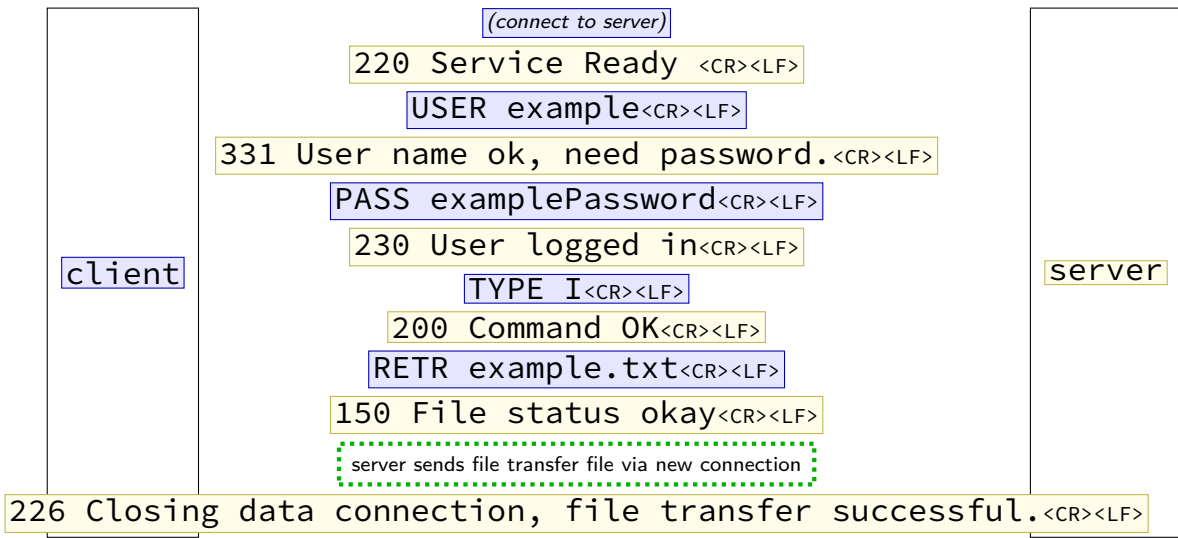 (connect to server)
220 Service Ready <CR><LF>
USER example<CR><LF>
331 User name ok, need password.<CR><LF>
PASS examplePassword<CR><LF>
230 User logged in<CR><LF>
client
server
TYPE I<CR><LF>
200 Command OK<CR><LF>
RETR example.txt<CR><LF>
150 File status okay<CR><LF>
server sends file transfer file via new connection
226 Closing data connection, file transfer successful.<CR><LF>